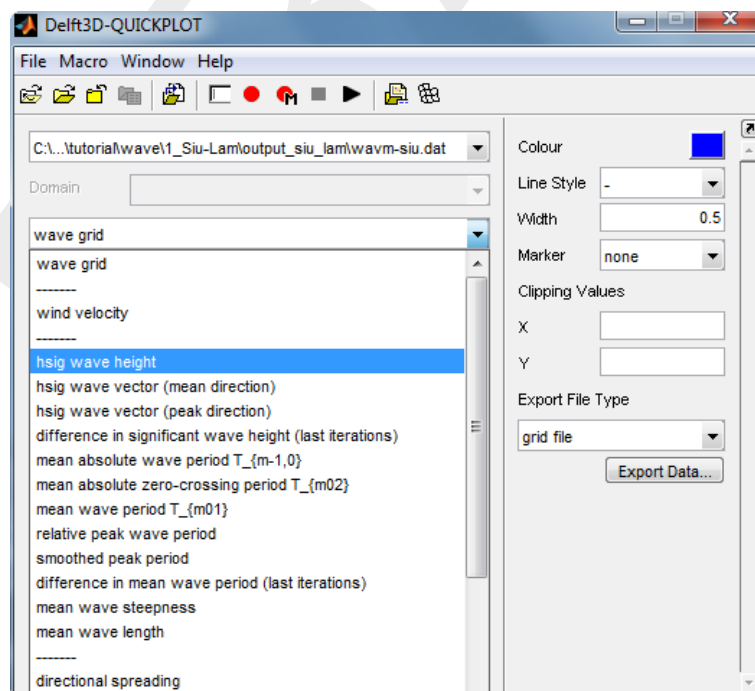 Delft3D-QUICKPLOT
File Macro Window Help
C:\...\tutorial\wave\1_Siu-Lam\output_siu_lam\wavm-siu.dat
Domain
wave grid
wave grid
-------
wind velocity
-------
hsig wave height
hsig wave vector (mean direction)
hsig wave vector (peak direction)
difference in significant wave height (last iterations)
mean absolute wave period T_{m-1,0}
mean absolute zero-crossing period T_{m02}
mean wave period T_{m01}
relative peak wave period
smoothed peak period
difference in mean wave period (last iterations)
mean wave steepness
mean wave length
-------
directional spreading
Colour
Line Style -
Width 0.5
Marker none
Clipping Values
X
Y
Export File Type
grid file
Export Data...